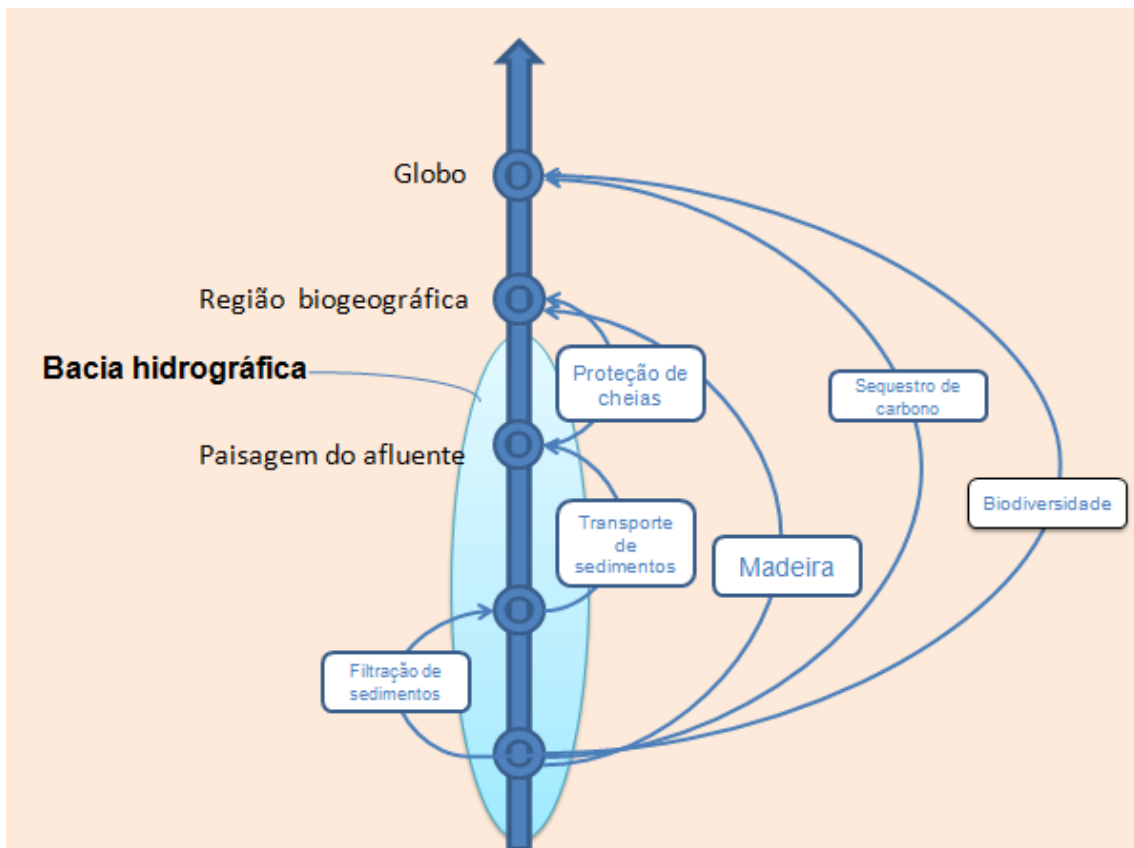 Globo
Região biogeográfica
Bacia hidrográfica
Proteção de
cheias
Sequestro de
carbono
Paisagem do afluente
Biodiversidade
Transporte
de
sedimentos
Madeira
Filtração de
sedimentos